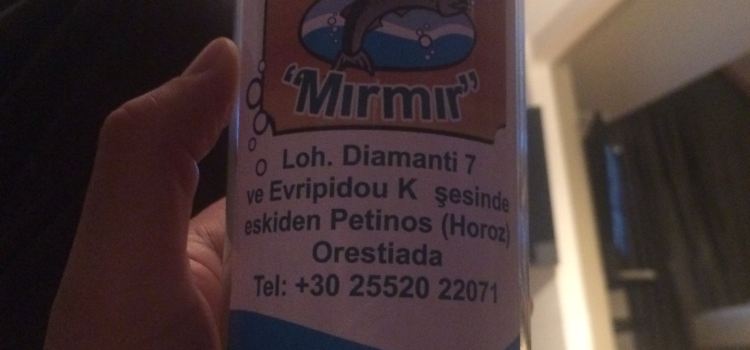 "Mırmır"
Loh. Diamanti 7
ve Evripidou K şesinde
eskiden Petinos (Horoz)
Orestiada
Tel: +30 25520 22071